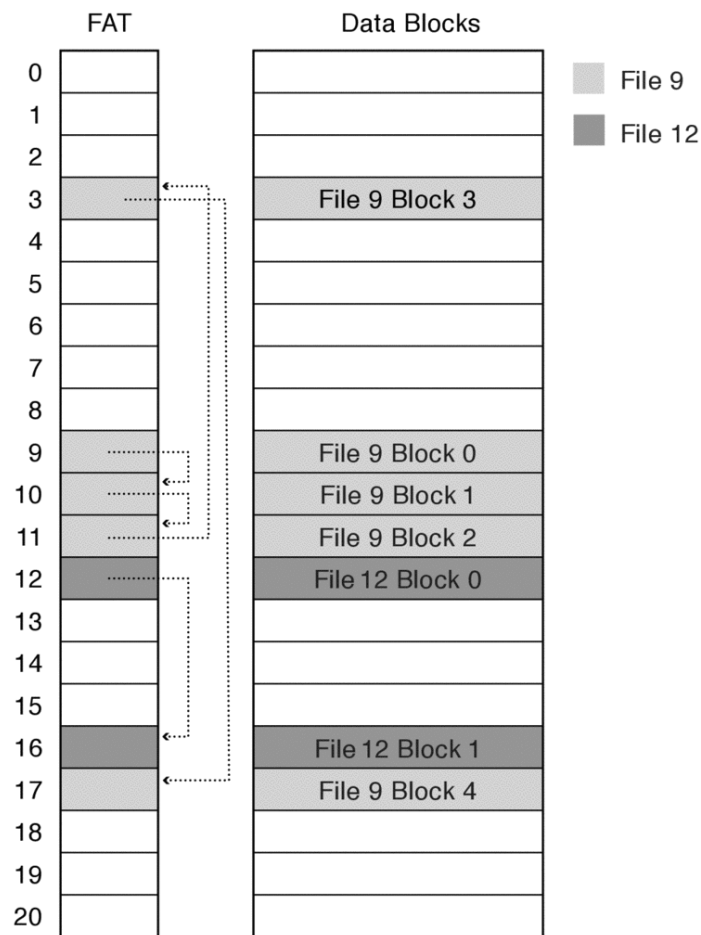 FAT Data Blocks
File 9
File 12
0
1
2
3 File 9 Block 3
4
5
6
7
8
9 File 9 Block 0
10 File 9 Block 1
11 File 9 Block 2
12 File 12 Block 0
13
14
15
16 File 12 Block 1
17 File 9 Block 4
18
19
20